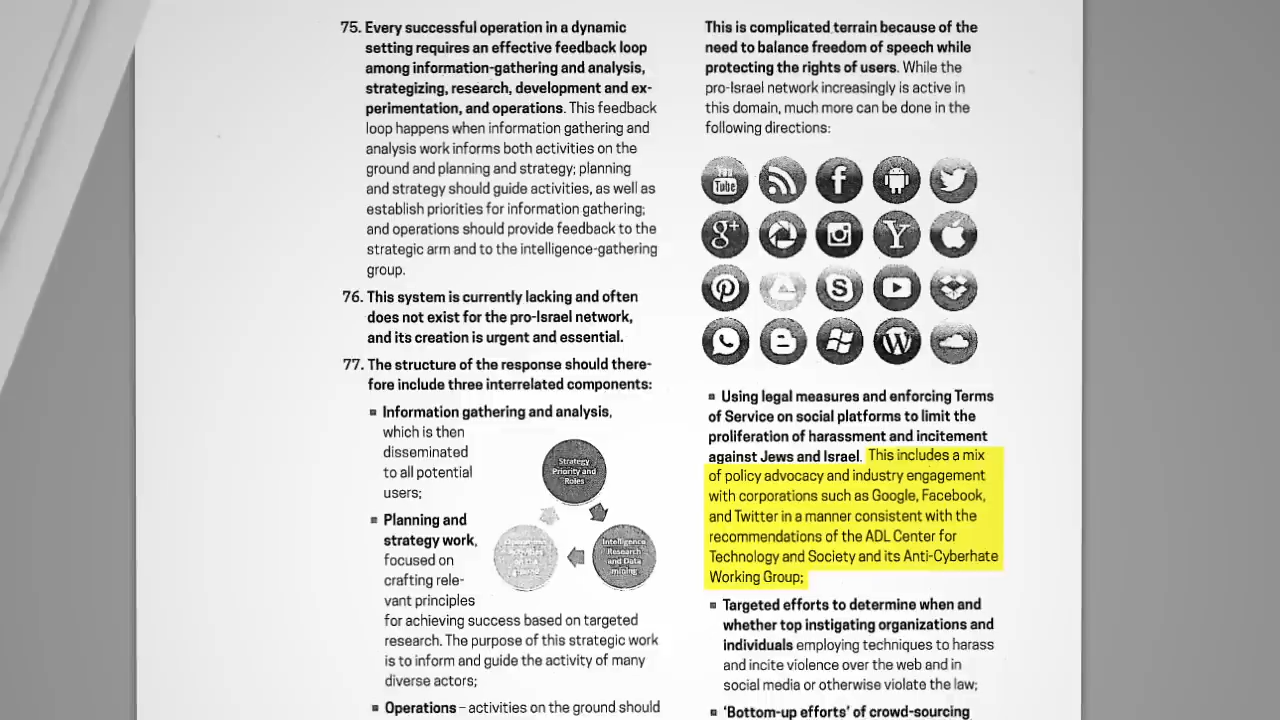 75. Every successful operation in a dynamic
setting requires an effective feedback loop
among information-gathering and analysis,
strategizing, research, development and ex-
perimentation, and operations. This feedback
loop happens when information gathering and
analysis work informs both activities on the
ground and planning and strategy; planning
and strategy should guide activities, as well as
establish priorities for information gathering;
and operations should provide feedback to the
strategic arm and to the intelligence-gathering
group.
76. This system is currently lacking and often
does not exist for the pro-Israel network,
and its creation is urgent and essential.
77. The structure of the response should there-
fore include three interrelated components:
▪ Information gathering and analysis,
which is then
disseminated
to all potential
users;
▪ Planning and
strategy work,
focused on
crafting rele-
vant principles
for achieving success based on targeted
research. The purpose of this strategic work
is to inform and guide the activity of many
diverse actors;
▪ Operations – activities on the ground should
Strategy
Priority and
Roles
Intelligence
Research
and Data
mining
This is complicated terrain because of the
need to balance freedom of speech while
protecting the rights of users. While the
pro-Israel network increasingly is active in
this domain, much more can be done in the
following directions:
You
Tube
g+
▪ Using legal measures and enforcing Terms
of Service on social platforms to limit the
proliferation of harassment and incitement
against Jews and Israel. This includes a mix
of policy advocacy and industry engagement
with corporations such as Google, Facebook,
and Twitter in a manner consistent with the
recommendations of the ADL Center for
Technology and Society and its Anti-Cyberhate
Working Group;
▪ Targeted efforts to determine when and
whether top instigating organizations and
individuals employing techniques to harass
and incite violence over the web and in
social media or otherwise violate the law;
▪ 'Bottom-up efforts' of crowd-sourcing